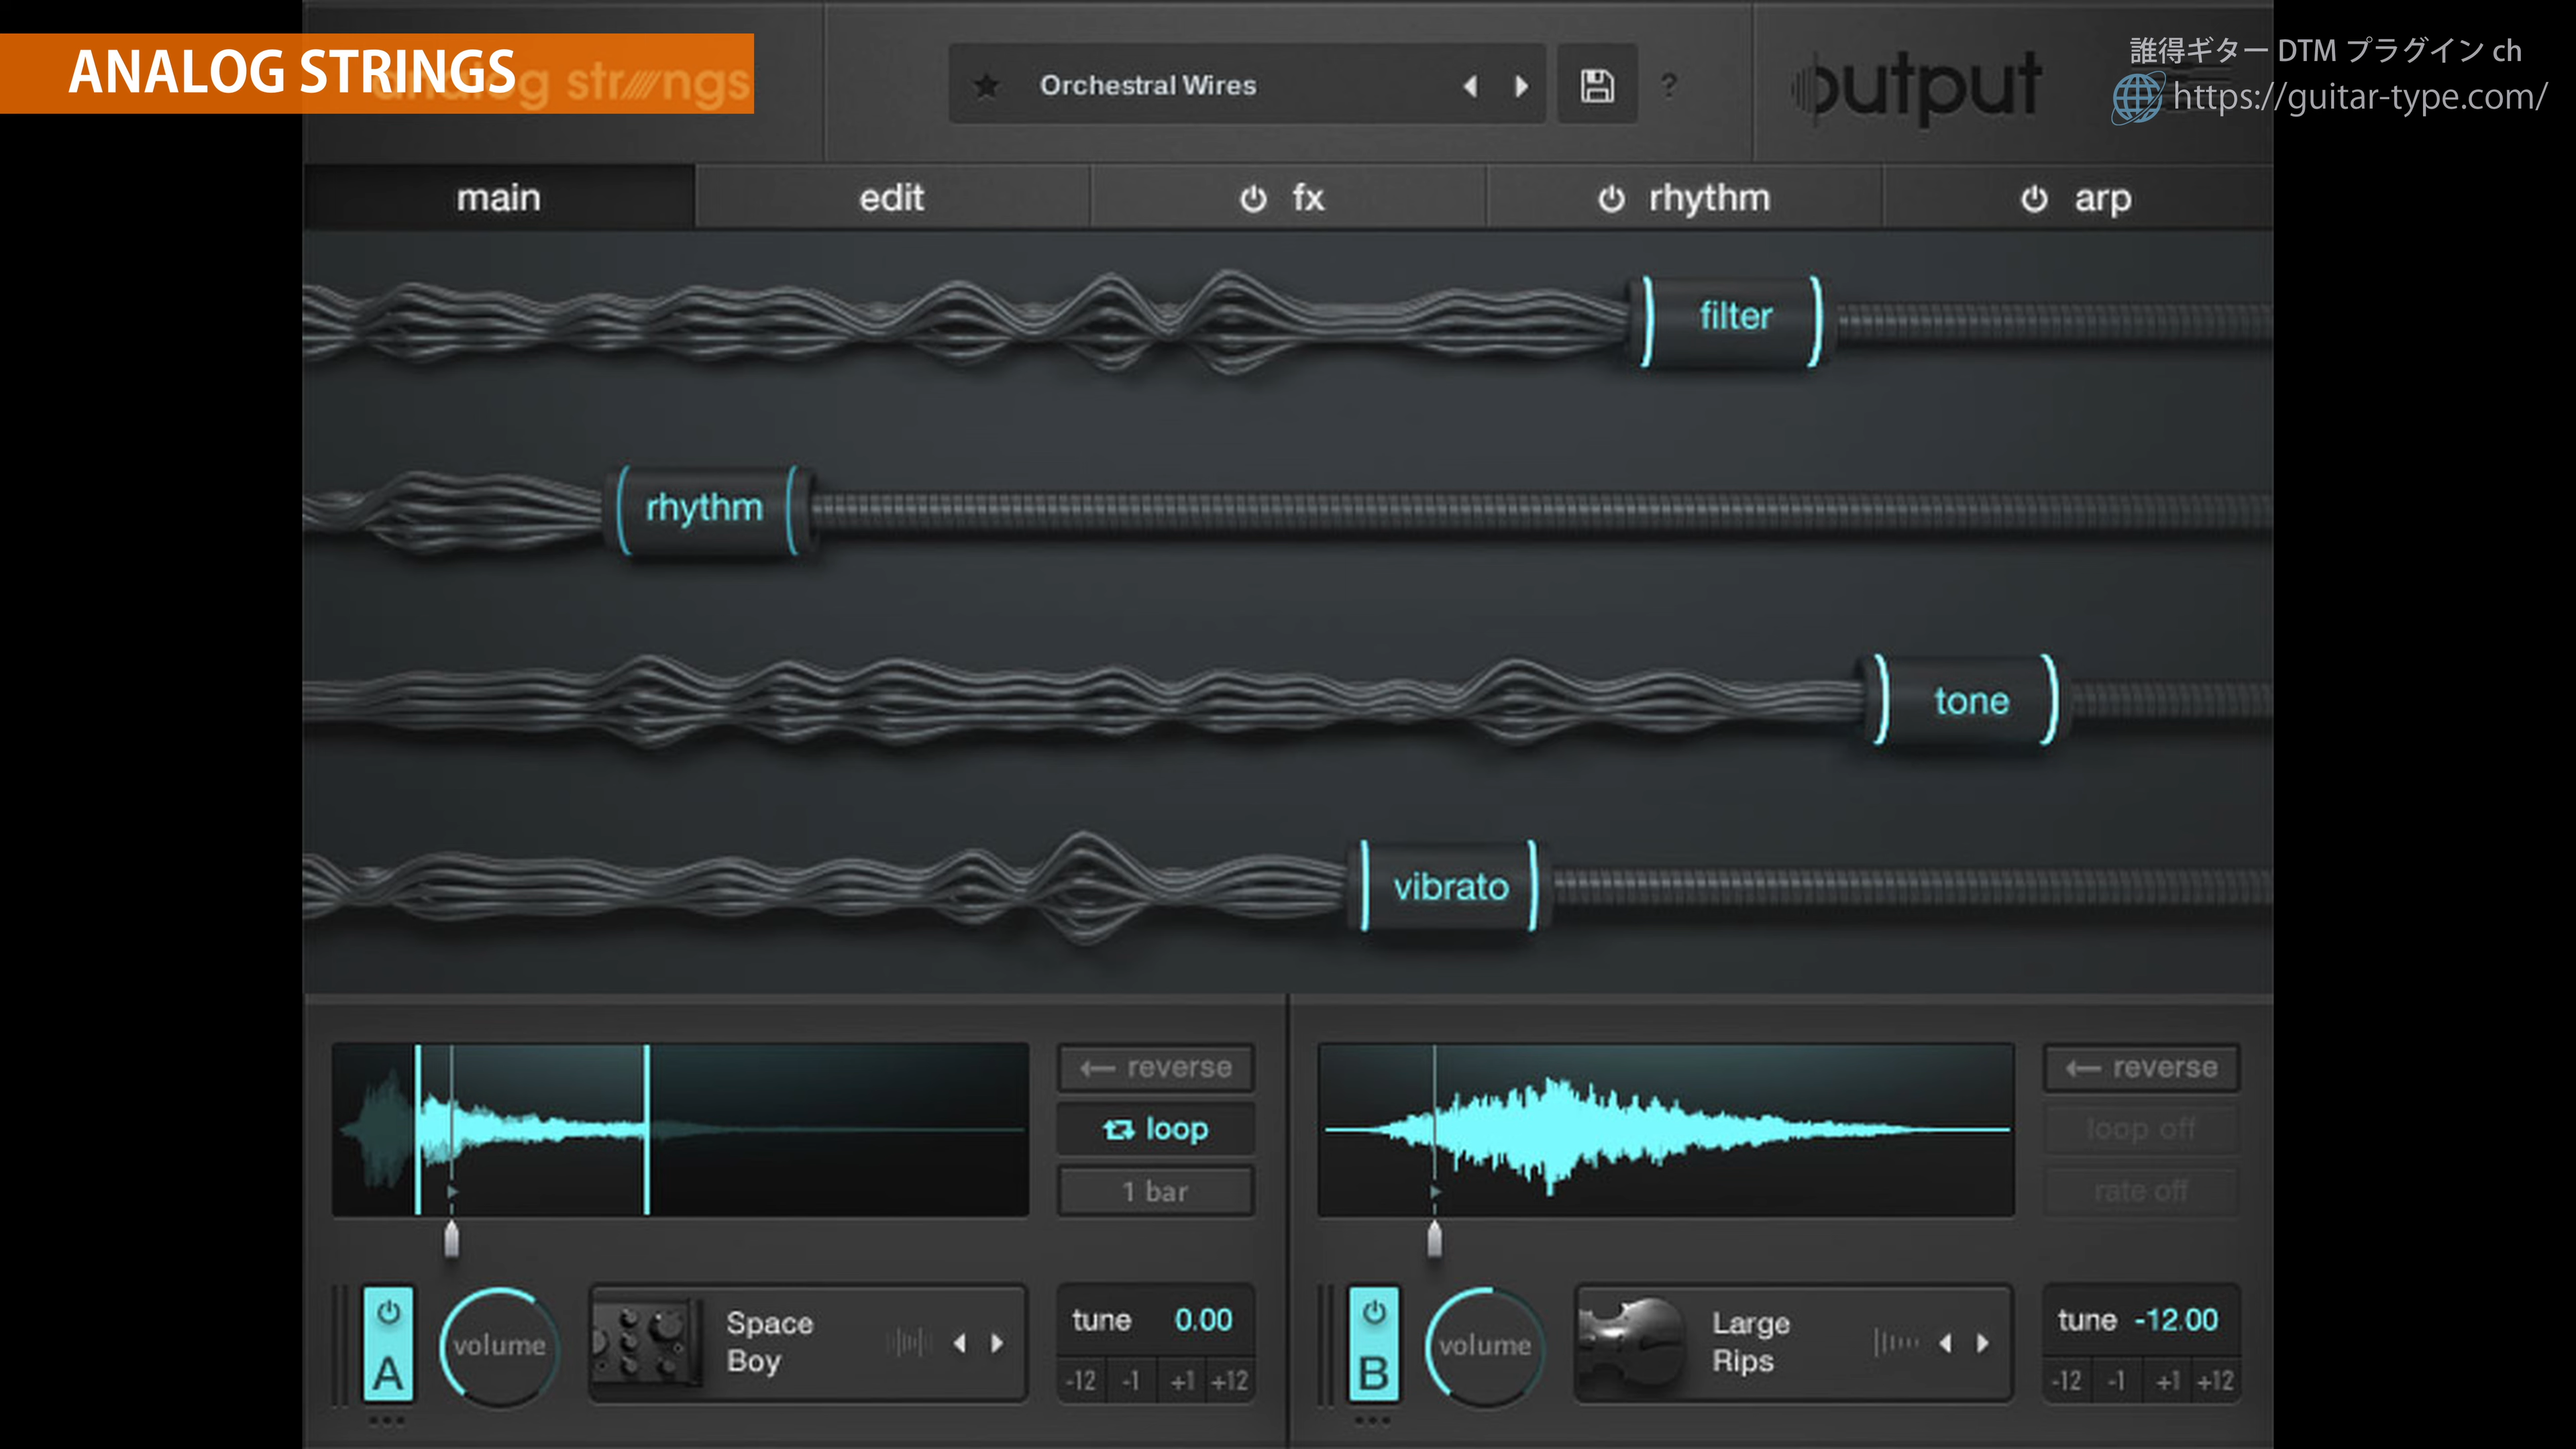 ANALOG STRINGS
analog strings
Orchestral Wires
?
output
誰得ギター DTM プラグイン ch
https://guitar-type.com/
main
edit
fx
rhythm
arp
filter
rhythm
tone
vibrato
reverse
loop
1 bar
reverse
loop off
rate off
A
volume
Space
Boy
tune 0.00
-12 -1 +1 +12
B
volume
Large
Rips
tune -12.00
-12 -1 +1 +12